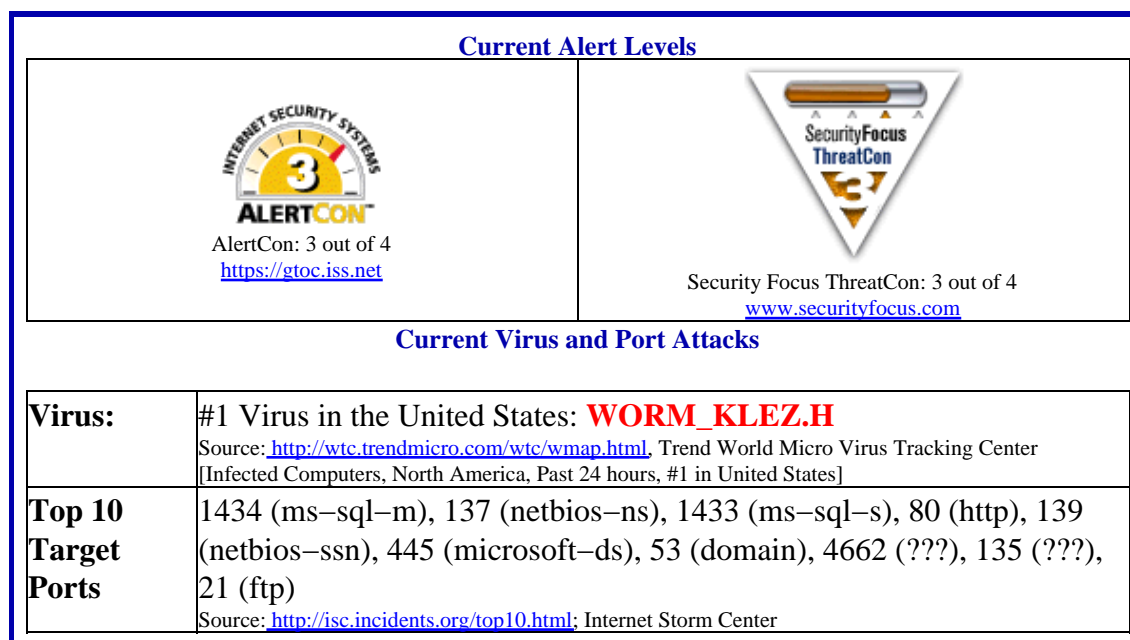 Current Alert Levels
INTERNET SECURITY SYSTEMS
3
ALERTCON™
AlertCon: 3 out of 4
https://gtoc.iss.net
SecurityFocus
ThreatCon
3
Security Focus ThreatCon: 3 out of 4
www.securityfocus.com
Current Virus and Port Attacks
Virus:
#1 Virus in the United States: WORM_KLEZ.H
Source: http://wtc.trendmicro.com/wtc/wmap.html, Trend World Micro Virus Tracking Center
[Infected Computers, North America, Past 24 hours, #1 in United States]
Top 10
Target
Ports
1434 (ms−sql−m), 137 (netbios−ns), 1433 (ms−sql−s), 80 (http), 139
(netbios−ssn), 445 (microsoft−ds), 53 (domain), 4662 (???), 135 (???),
21 (ftp)
Source: http://isc.incidents.org/top10.html; Internet Storm Center